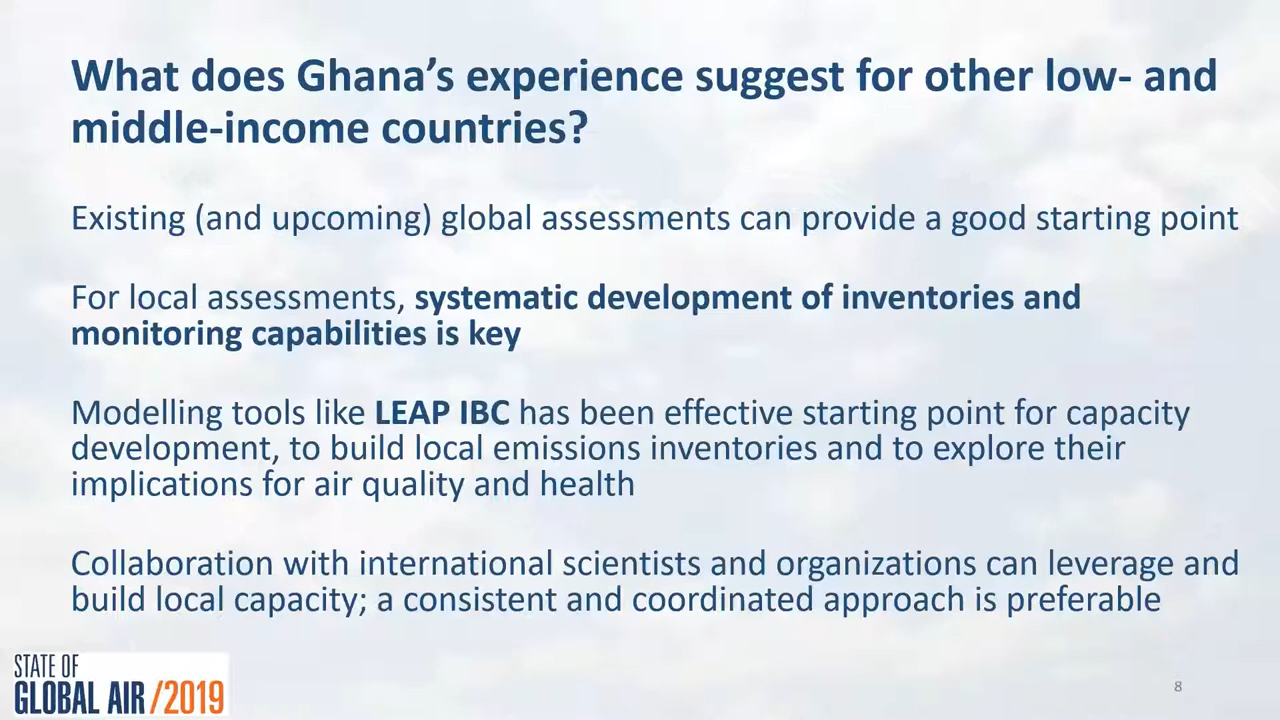 What does Ghana’s experience suggest for other low- and
middle-income countries?
Existing (and upcoming) global assessments can provide a good starting point
For local assessments, systematic development of inventories and
monitoring capabilities is key
Modelling tools like LEAP IBC has been effective starting point for capacity
development, to build local emissions inventories and to explore their
implications for air quality and health
Collaboration with international scientists and organizations can leverage and
build local capacity; a consistent and coordinated approach is preferable
STATE OF
GLOBAL AIR/2019
8